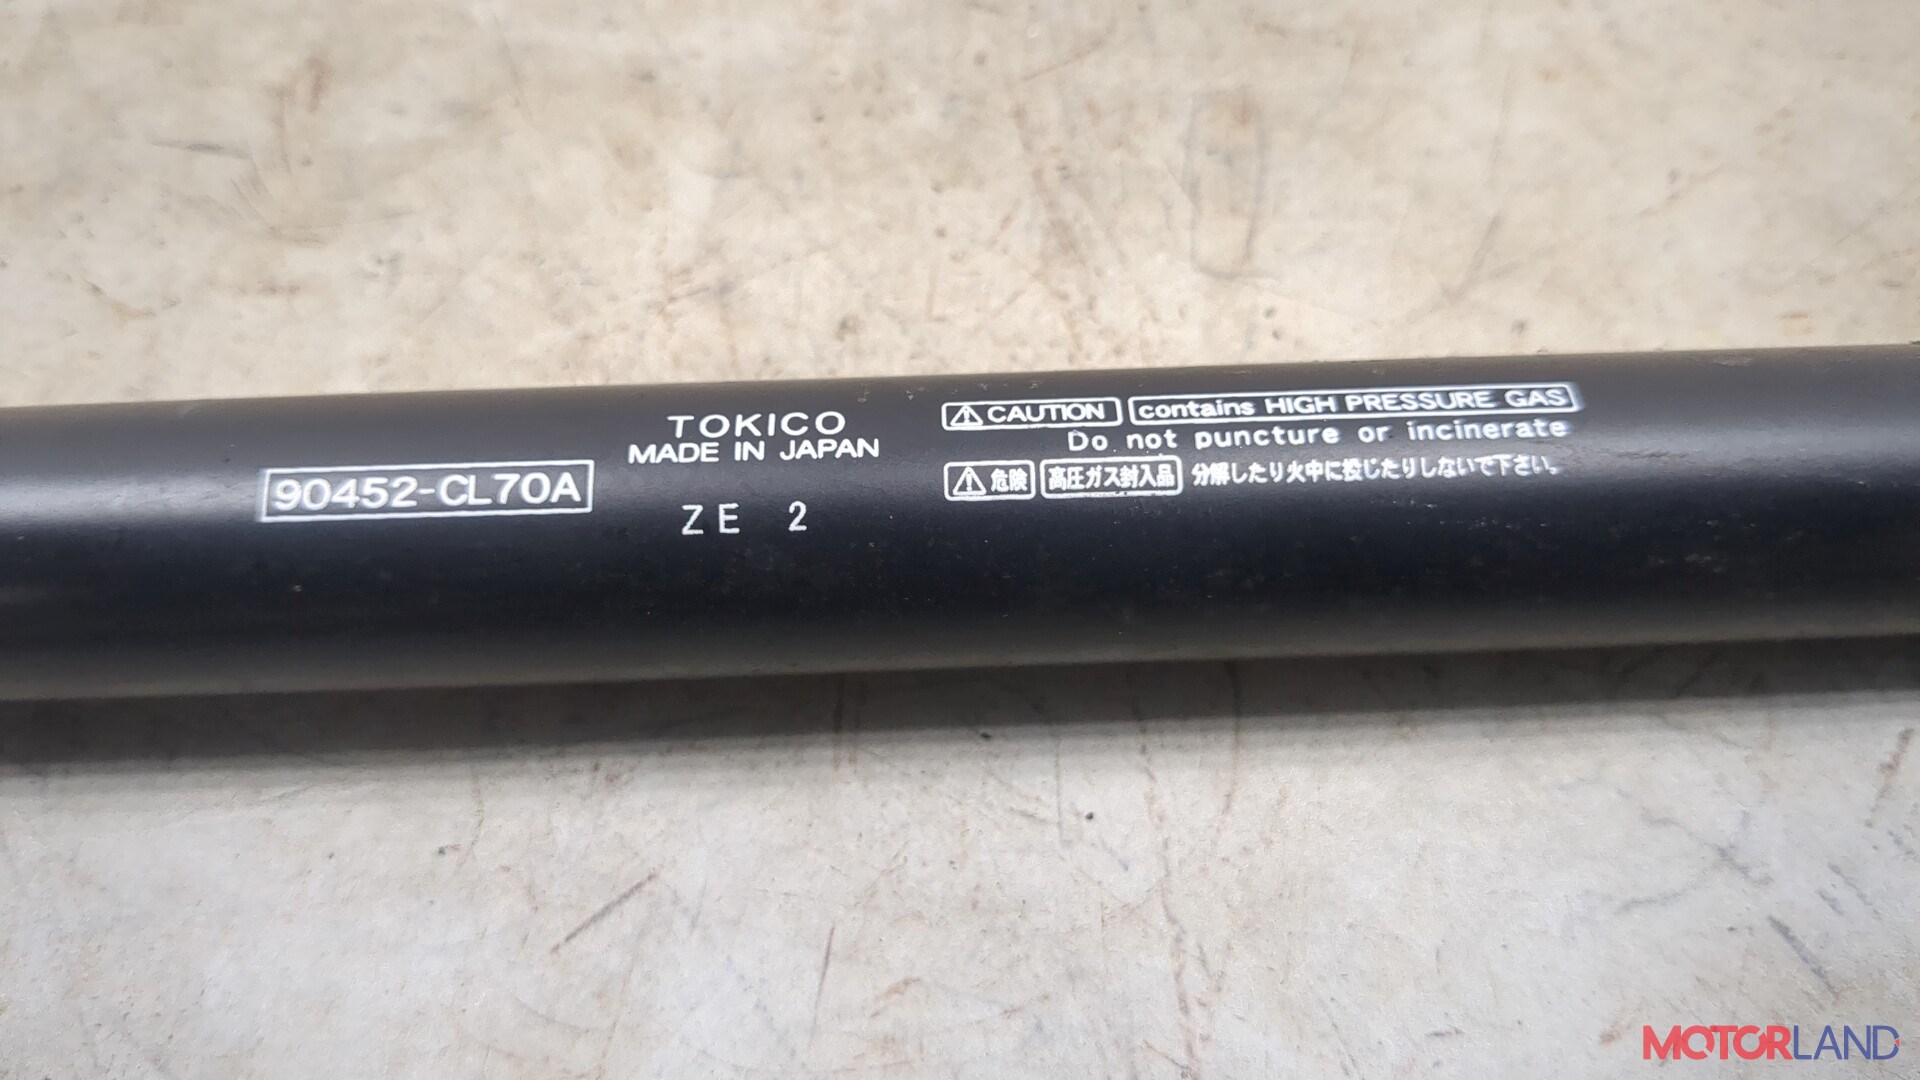 90452-CL70A
TOKICO
MADE IN JAPAN
ZE 2
⚠ CAUTION contains HIGH PRESSURE GAS
Do not puncture or incinerate
⚠ 危険 高圧ガス封入品 分解したり火中に投じたりしないで下さい。
MOTORLAND